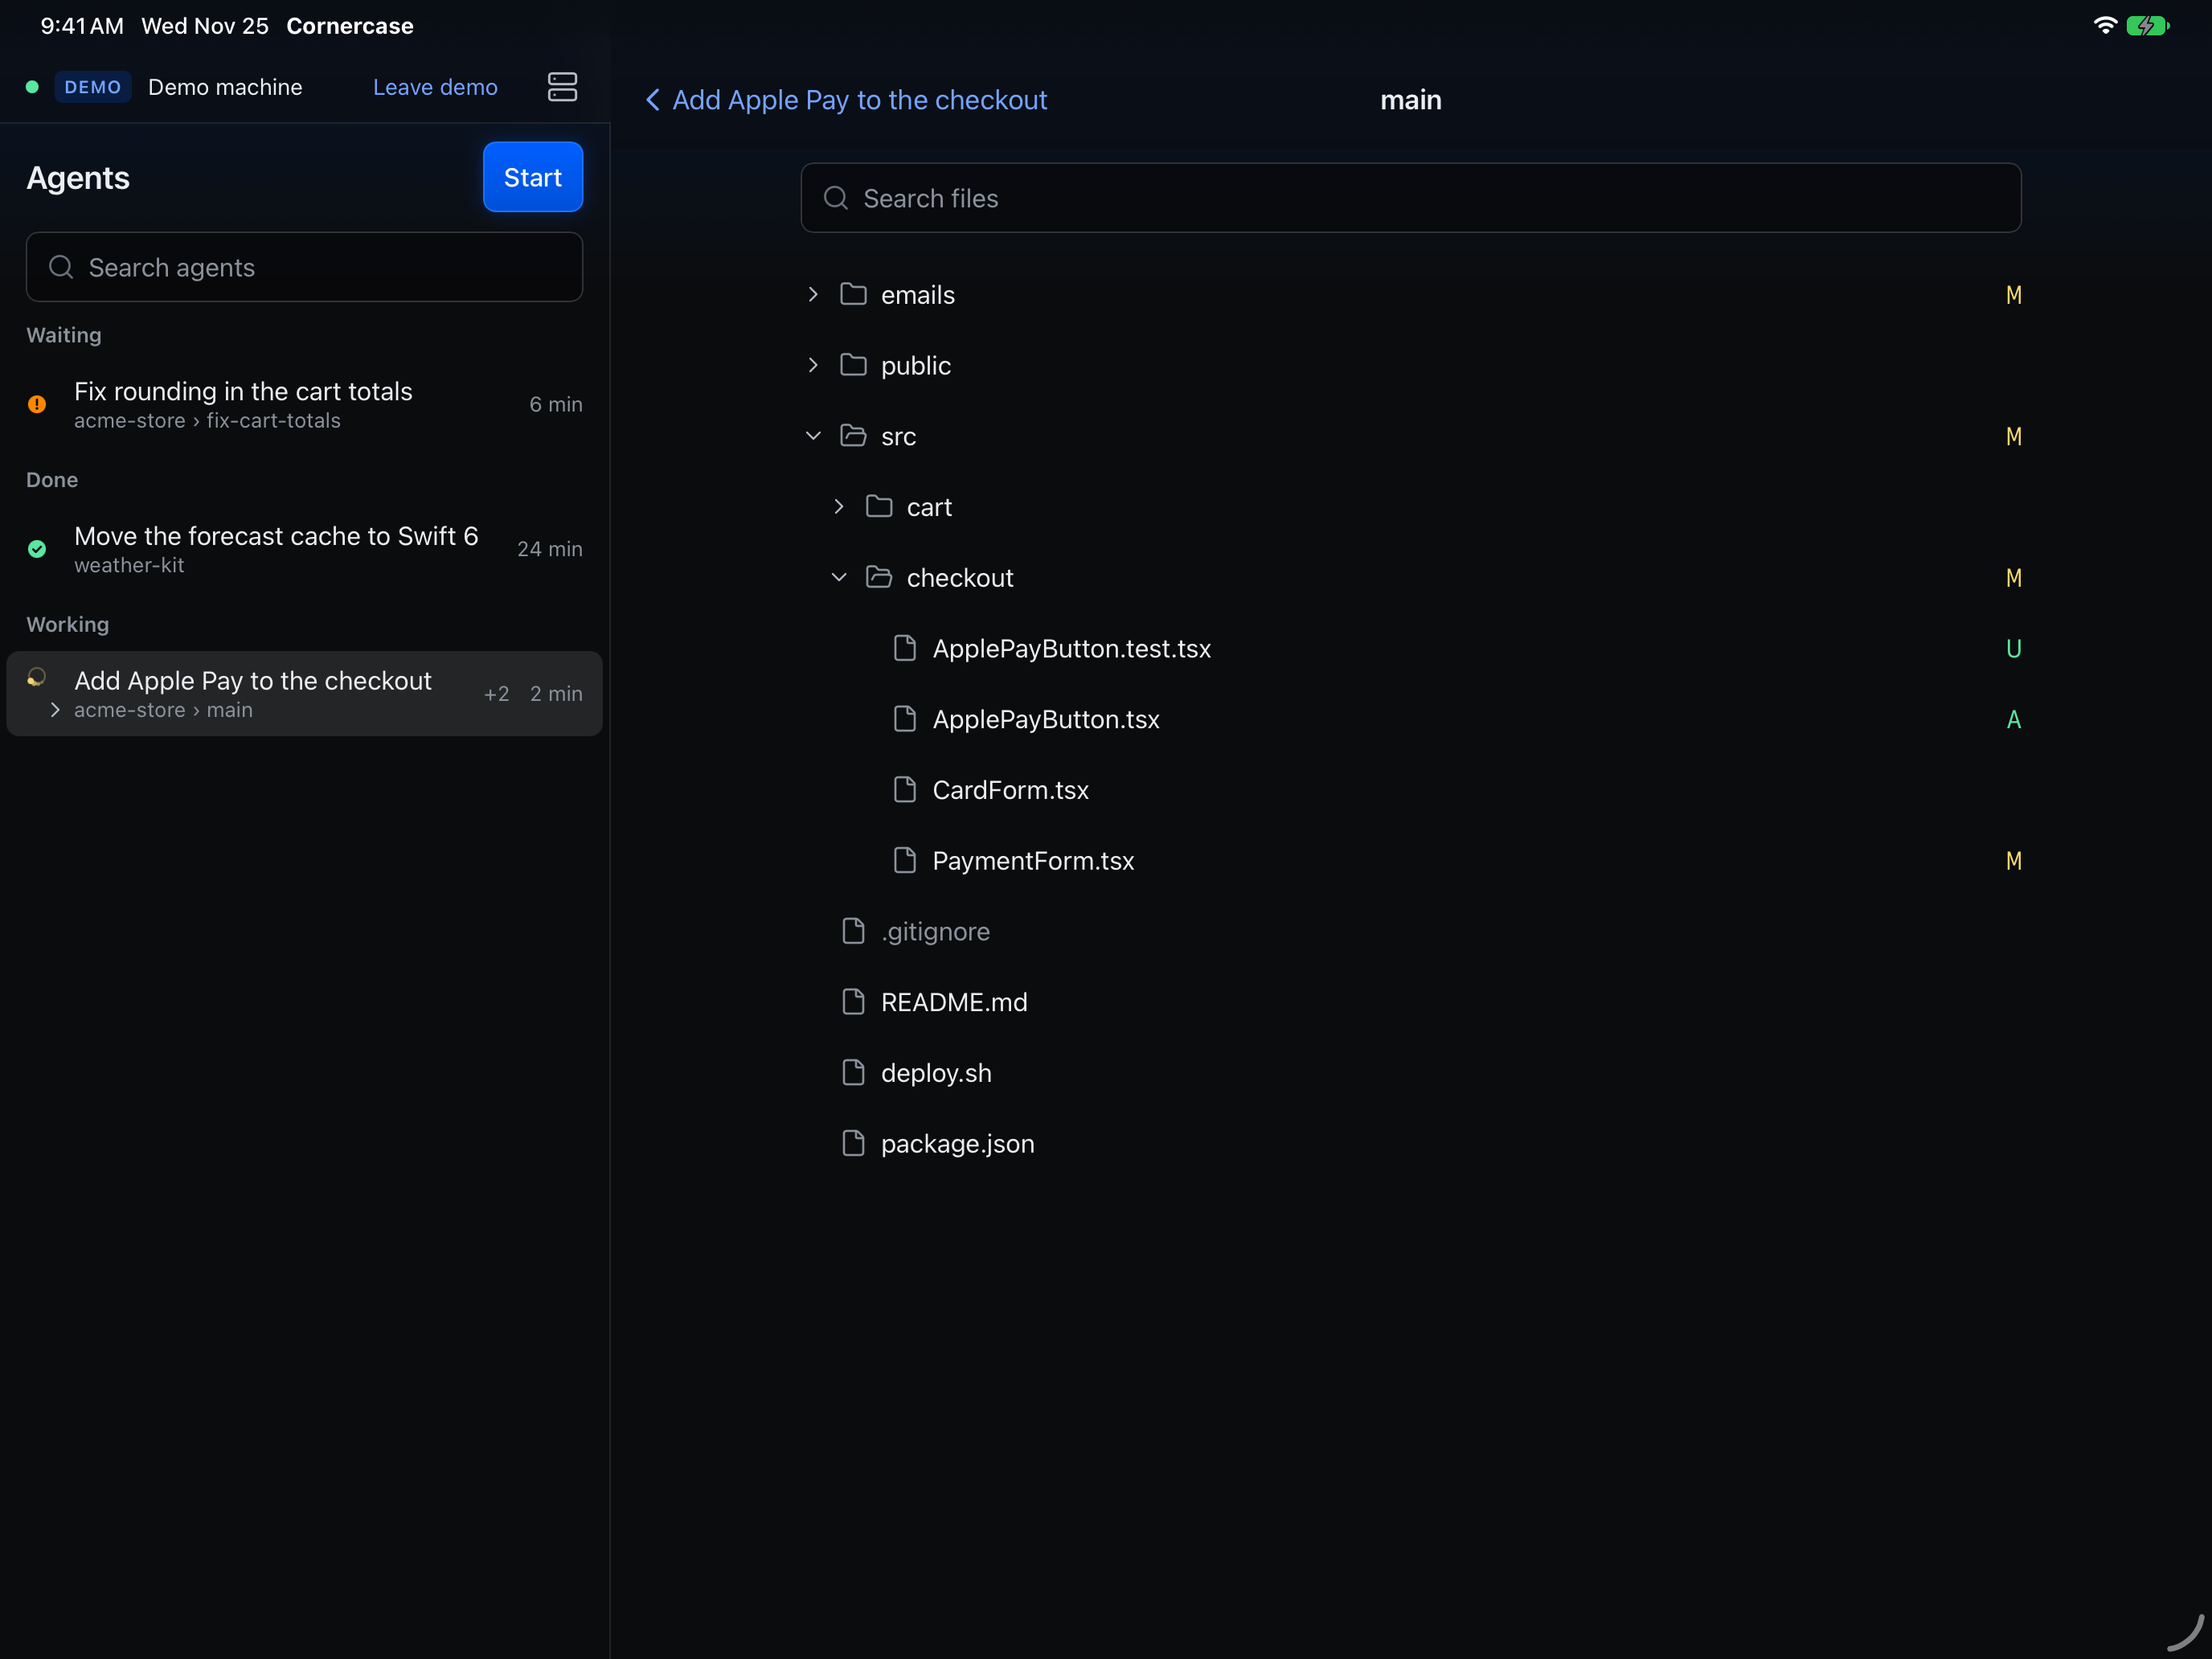 9:41 AM Wed Nov 25 Cornercase
DEMO Demo machine Leave demo
Agents
Start
Search agents
Waiting
Fix rounding in the cart totals
acme-store › fix-cart-totals
6 min
Done
Move the forecast cache to Swift 6
weather-kit
24 min
Working
Add Apple Pay to the checkout
acme-store › main
+2 2 min
Add Apple Pay to the checkout
main
Search files
emails M
public
src M
cart
checkout M
ApplePayButton.test.tsx U
ApplePayButton.tsx A
CardForm.tsx
PaymentForm.tsx M
.gitignore
README.md
deploy.sh
package.json